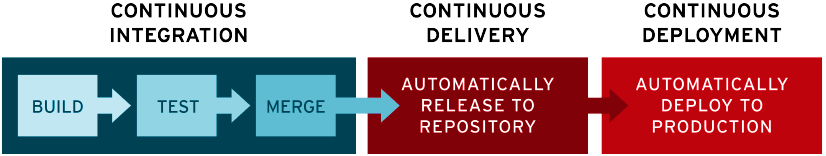 CONTINUOUS
INTEGRATION
CONTINUOUS
DELIVERY
CONTINUOUS
DEPLOYMENT
BUILD
TEST
MERGE
AUTOMATICALLY
RELEASE TO
REPOSITORY
AUTOMATICALLY
DEPLOY TO
PRODUCTION